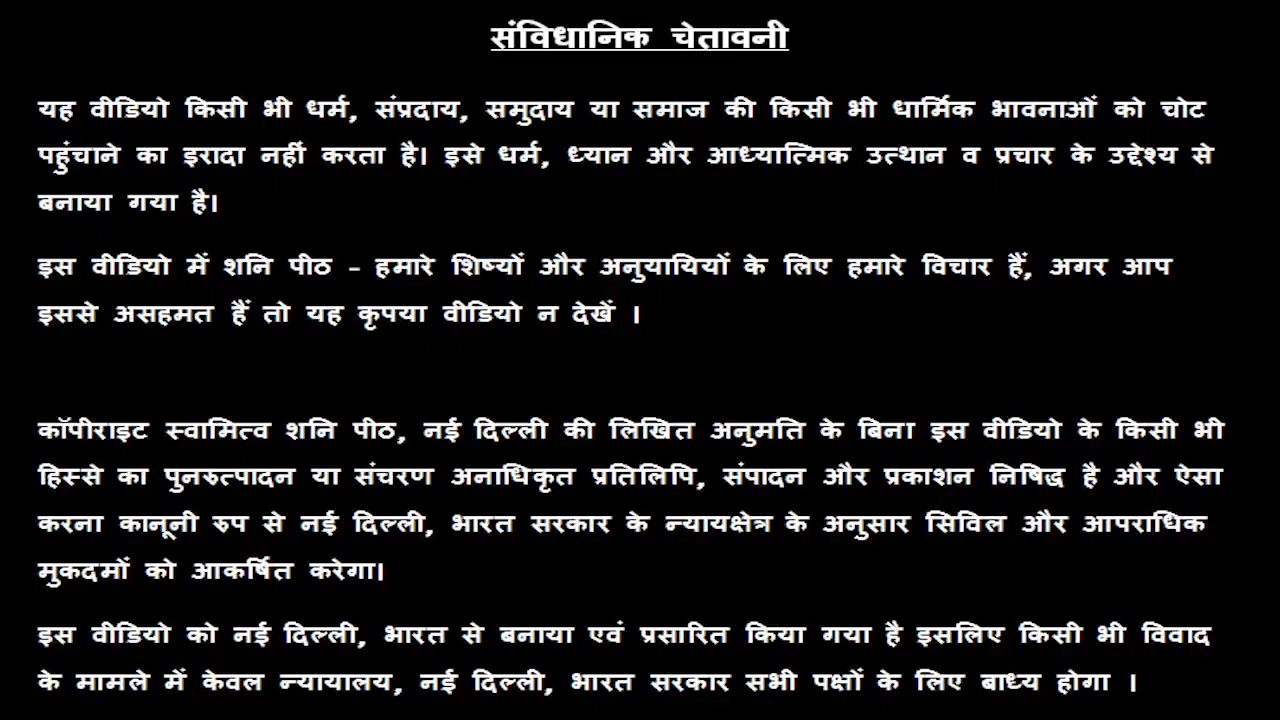 संविधानिक चेतावनी
यह वीडियो किसी भी धर्म, संप्रदाय, समुदाय या समाज की किसी भी धार्मिक भावनाओं को चोट
पहुंचाने का इरादा नहीं करता है। इसे धर्म, ध्यान और आध्यात्मिक उत्थान व प्रचार के उद्देश्य से
बनाया गया है।
इस वीडियो में शनि पीठ – हमारे शिष्यों और अनुयायियों के लिए हमारे विचार हैं, अगर आप
इससे असहमत हैं तो यह कृपया वीडियो न देखें ।
कॉपीराइट स्वामित्व शनि पीठ, नई दिल्ली की लिखित अनुमति के बिना इस वीडियो के किसी भी
हिस्से का पुनरुत्पादन या संचरण अनाधिकृत प्रतिलिपि, संपादन और प्रकाशन निषिद्ध है और ऐसा
करना कानूनी रुप से नई दिल्ली, भारत सरकार के न्यायक्षेत्र के अनुसार सिविल और आपराधिक
मुकदमों को आकर्षित करेगा।
इस वीडियो को नई दिल्ली, भारत से बनाया एवं प्रसारित किया गया है इसलिए किसी भी विवाद
के मामले में केवल न्यायालय, नई दिल्ली, भारत सरकार सभी पक्षों के लिए बाध्य होगा ।